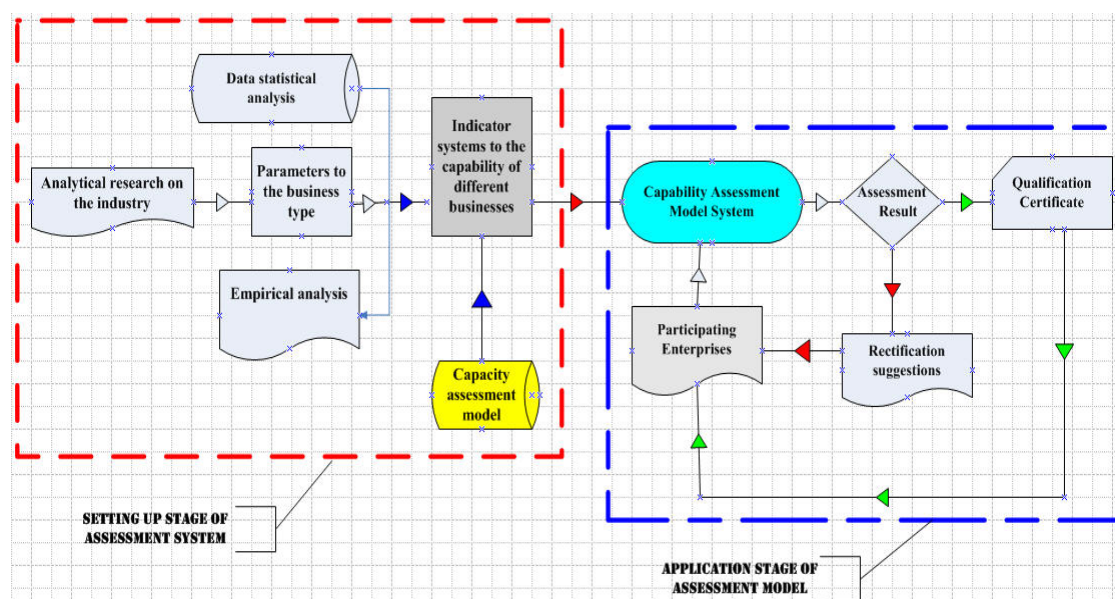 Data statistical
analysis
Analytical research on
the industry
Parameters to
the business
type
Empirical analysis
Indicator
systems to the
capability of
different
businesses
Capacity
assessment
model
SETTING UP STAGE OF
ASSESSMENT SYSTEM
Capability Assessment
Model System
Assessment
Result
Qualification
Certificate
Participating
Enterprises
Rectification
suggestions
APPLICATION STAGE OF
ASSESSMENT MODEL